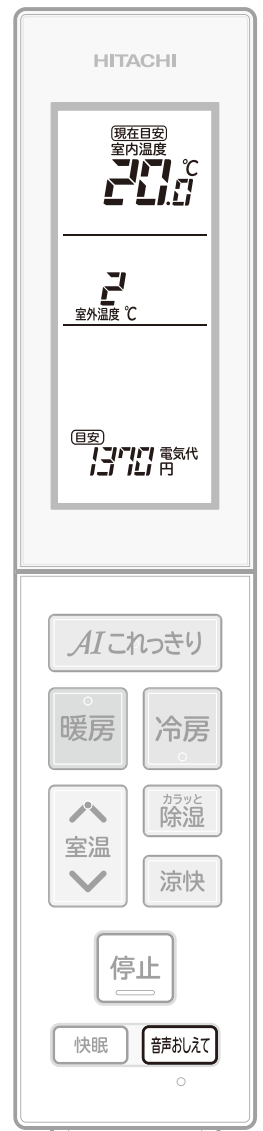 HITACHI
現在目安
室内温度
20.0℃
2
室外温度 ℃
目安
1370 電気代
円
AIこれっきり
暖房 冷房
室温
カラッと
除湿
涼快
停止
快眠 音声おしえて